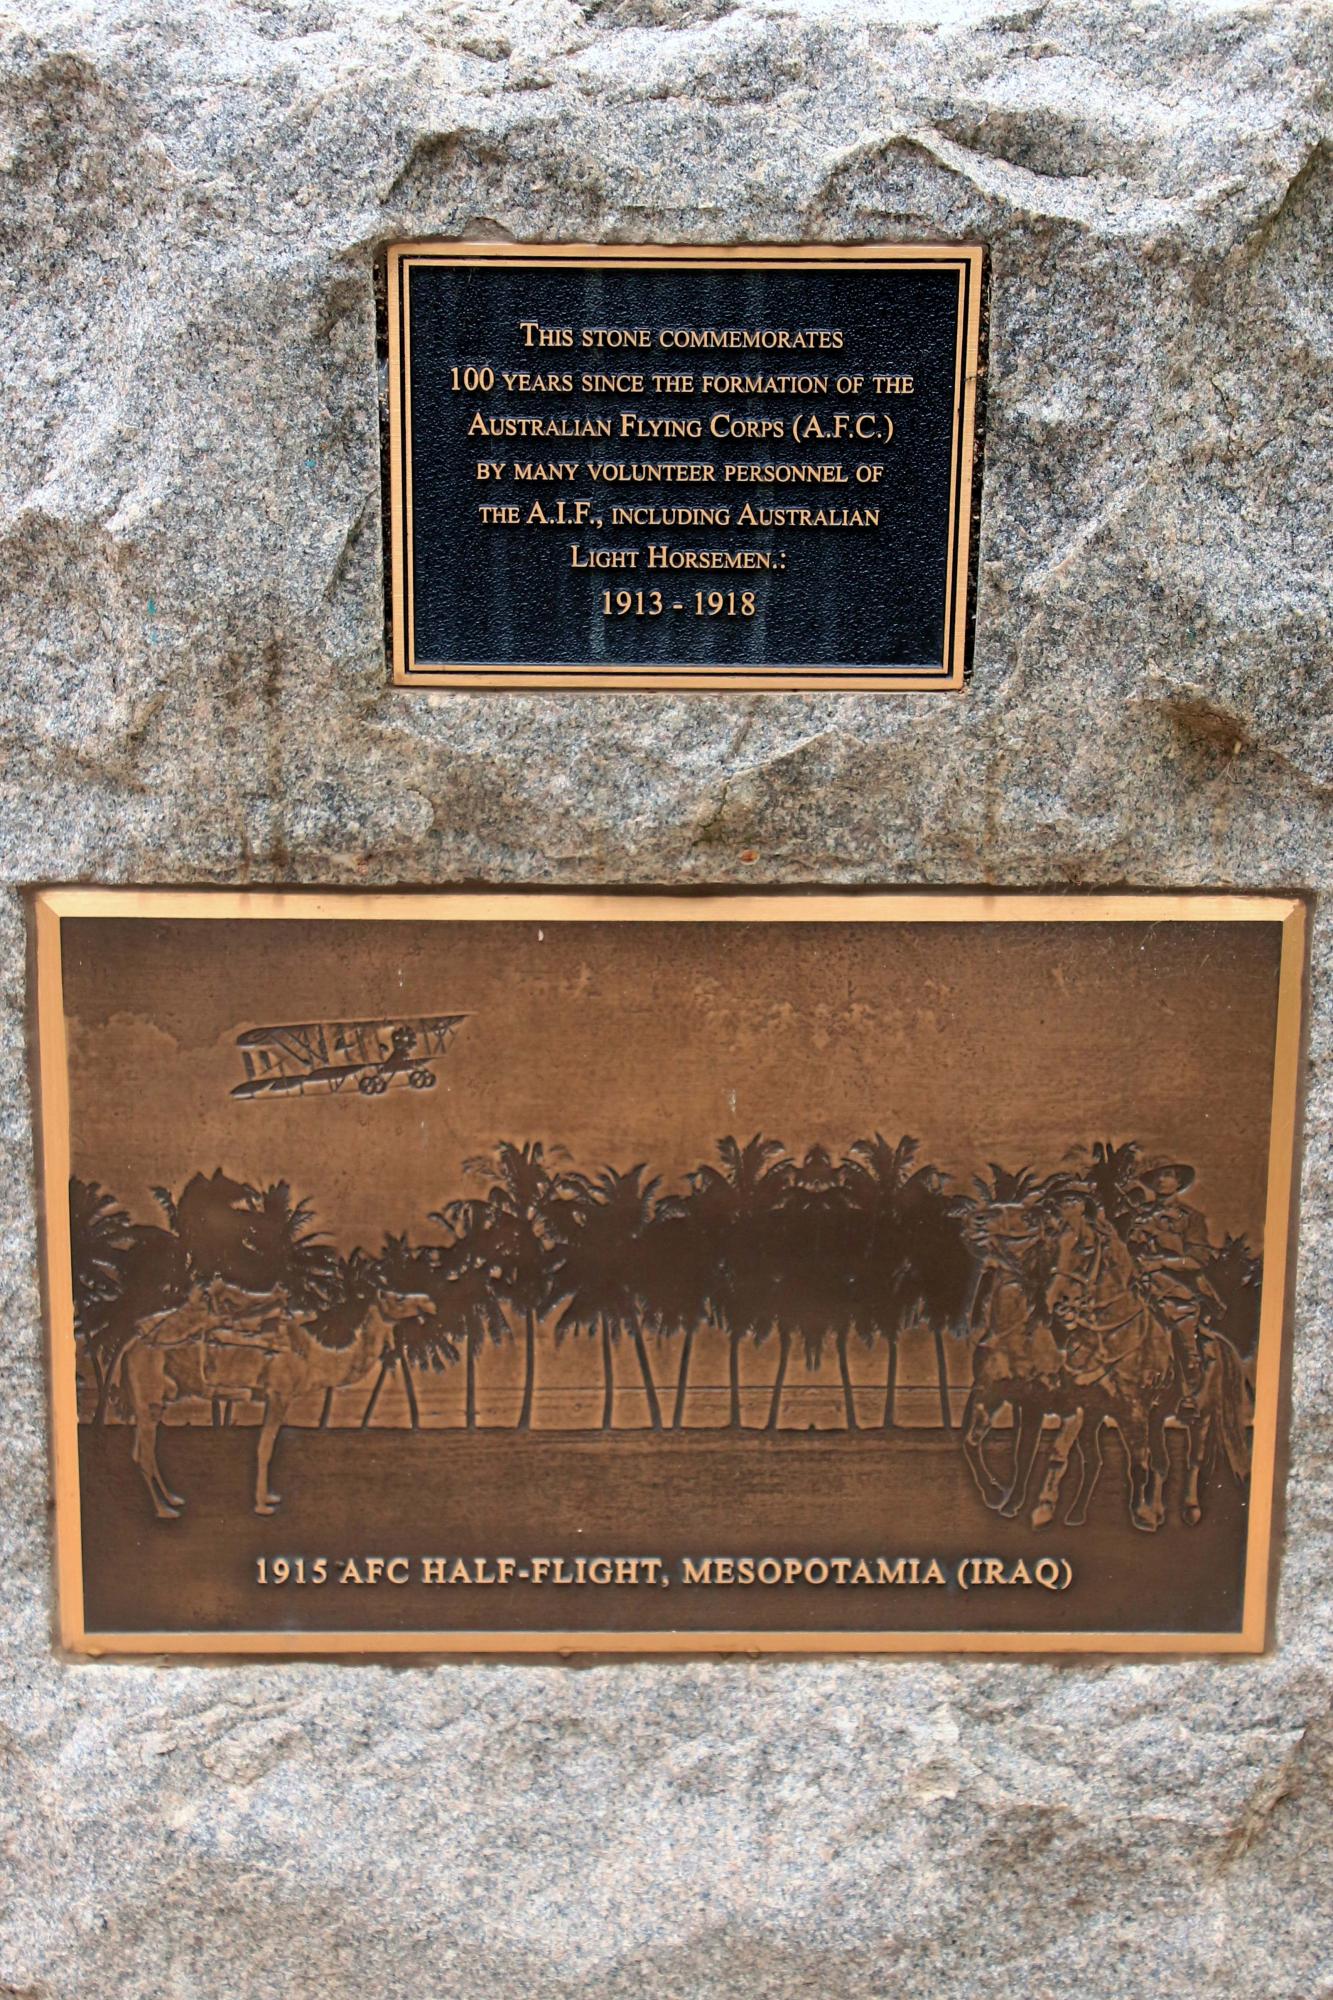 This stone commemorates
100 years since the formation of the
Australian Flying Corps (A.F.C.)
by many volunteer personnel of
the A.I.F., including Australian
Light Horsemen.:
1913 - 1918
1915 AFC HALF-FLIGHT, MESOPOTAMIA (IRAQ)